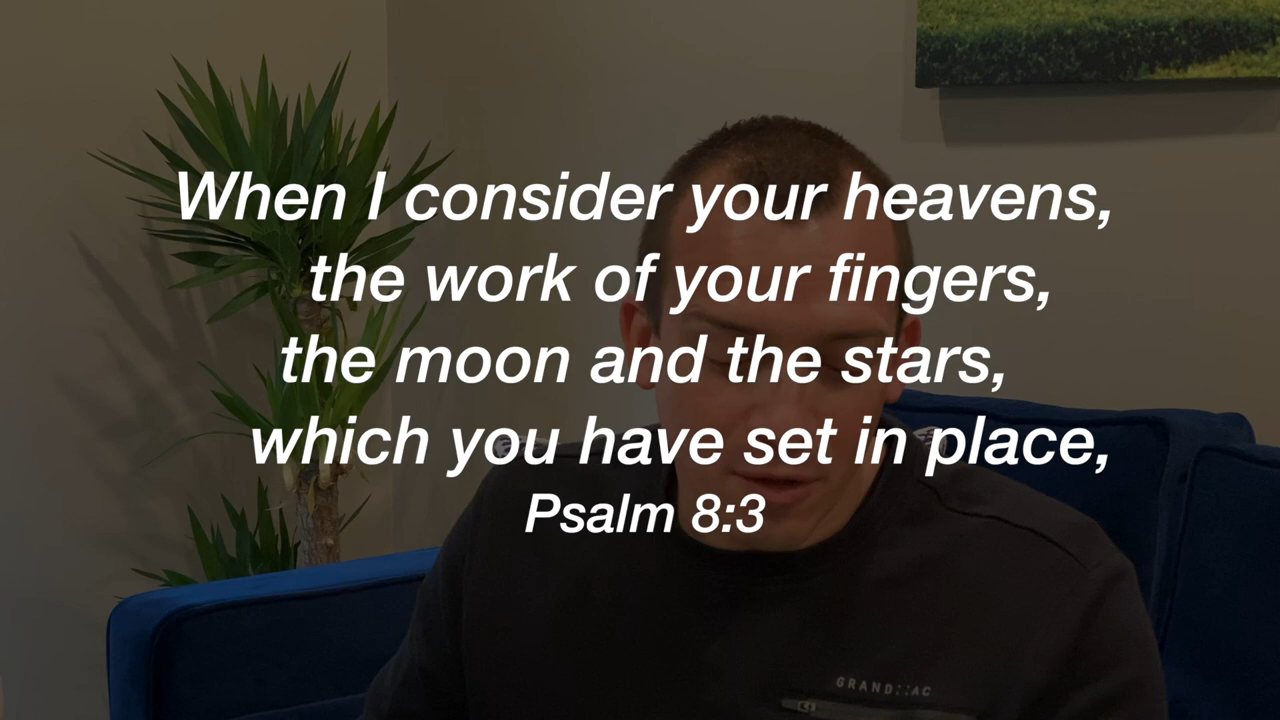 When I consider your heavens,
the work of your fingers,
the moon and the stars,
which you have set in place,
Psalm 8:3